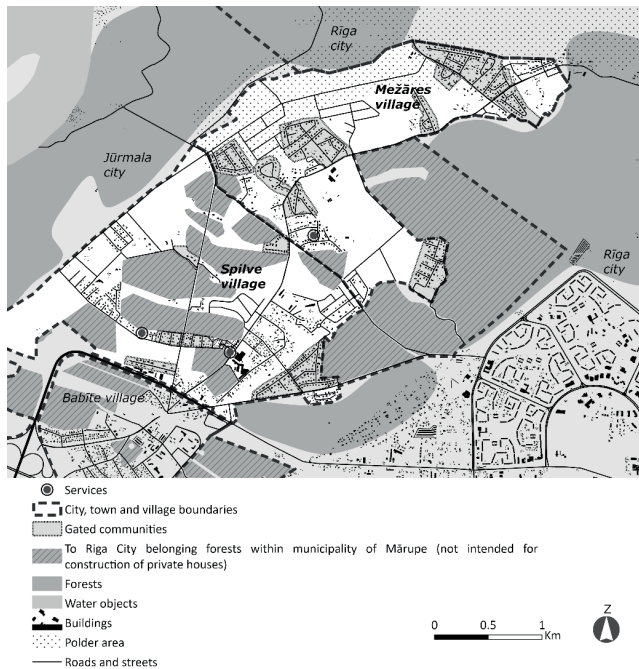 Rīga
city
Mežāres
village
Jūrmala
city
Rīga
city
Spilve
village
Babīte village
Services
City, town and village boundaries
Gated communities
To Riga City belonging forests within municipality of Mārupe (not intended for
construction of private houses)
Forests
Water objects
Buildings
Polder area
Roads and streets
0 0.5 1
Km
Z